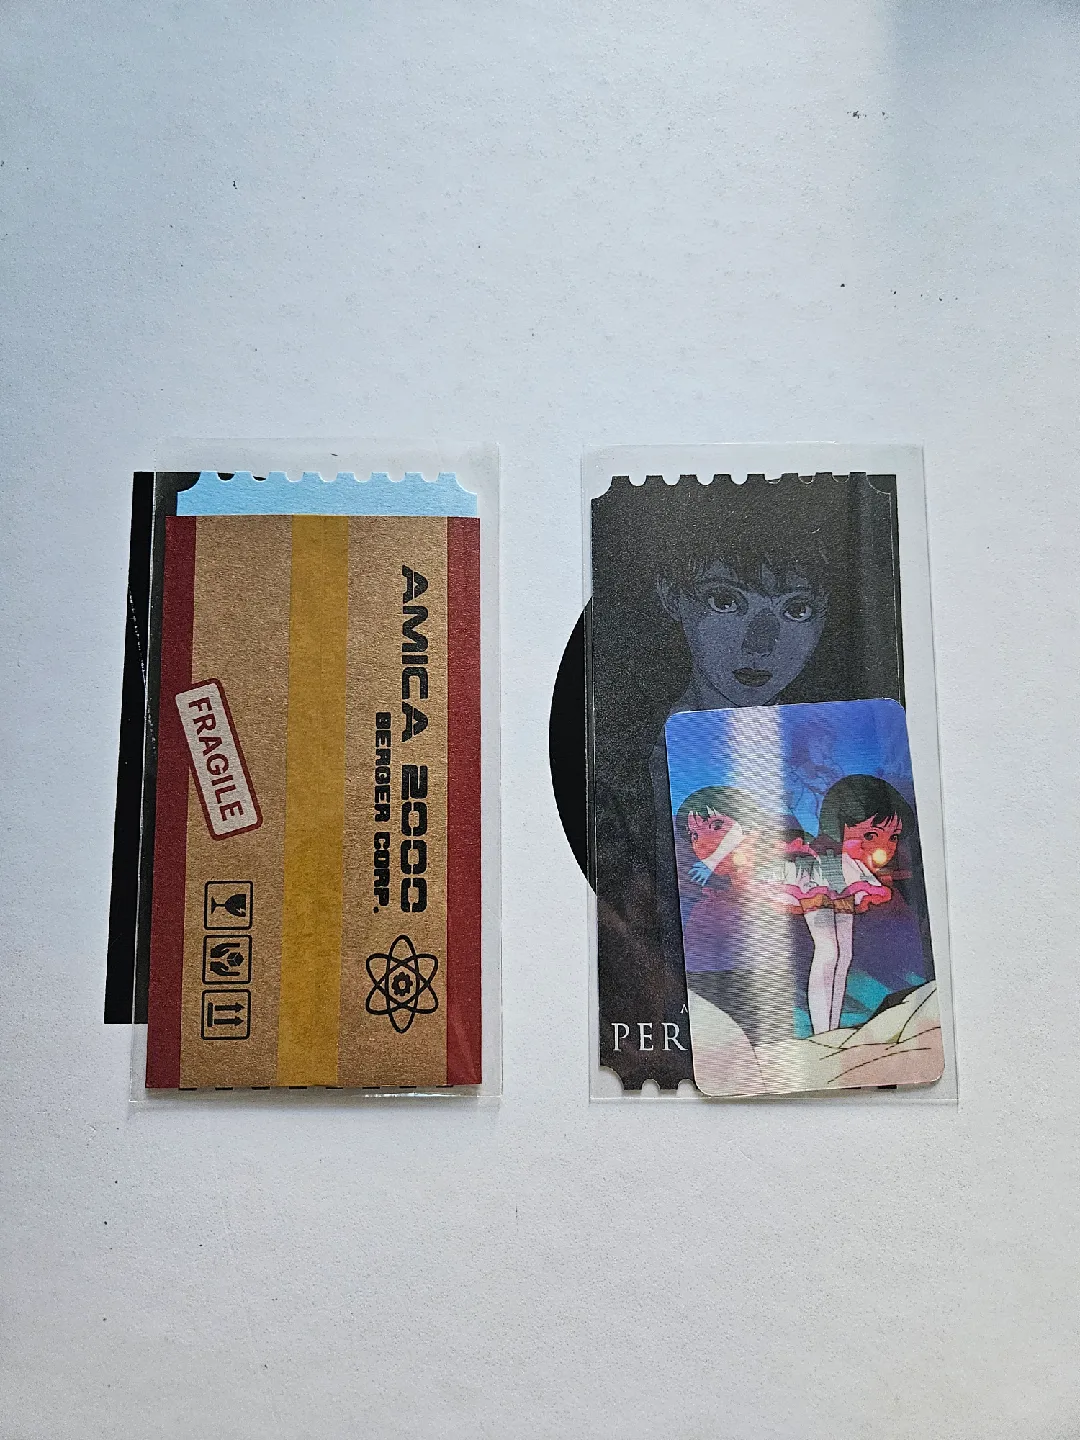 AMICA 2000
BERGER CORP.
FRAGILE
A
PER